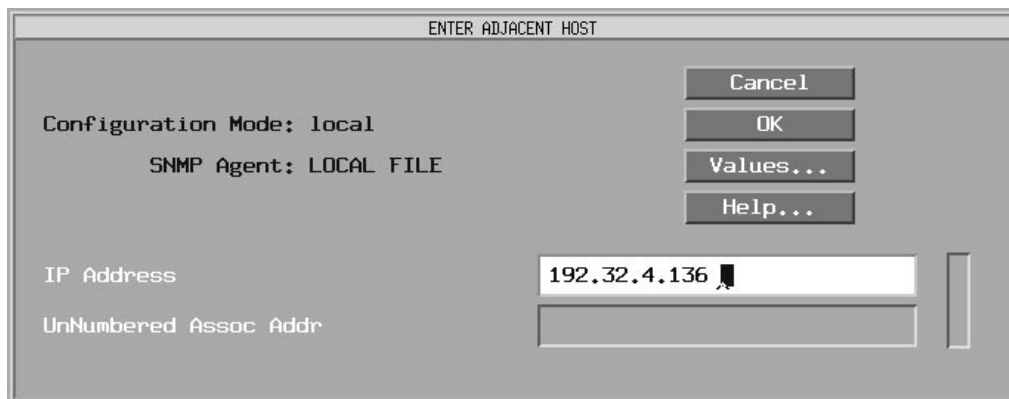 ENTER ADJACENT HOST
Cancel
Configuration Mode: local
OK
SNMP Agent: LOCAL FILE
Values...
Help...
IP Address
192.32.4.136
UnNumbered Assoc Addr